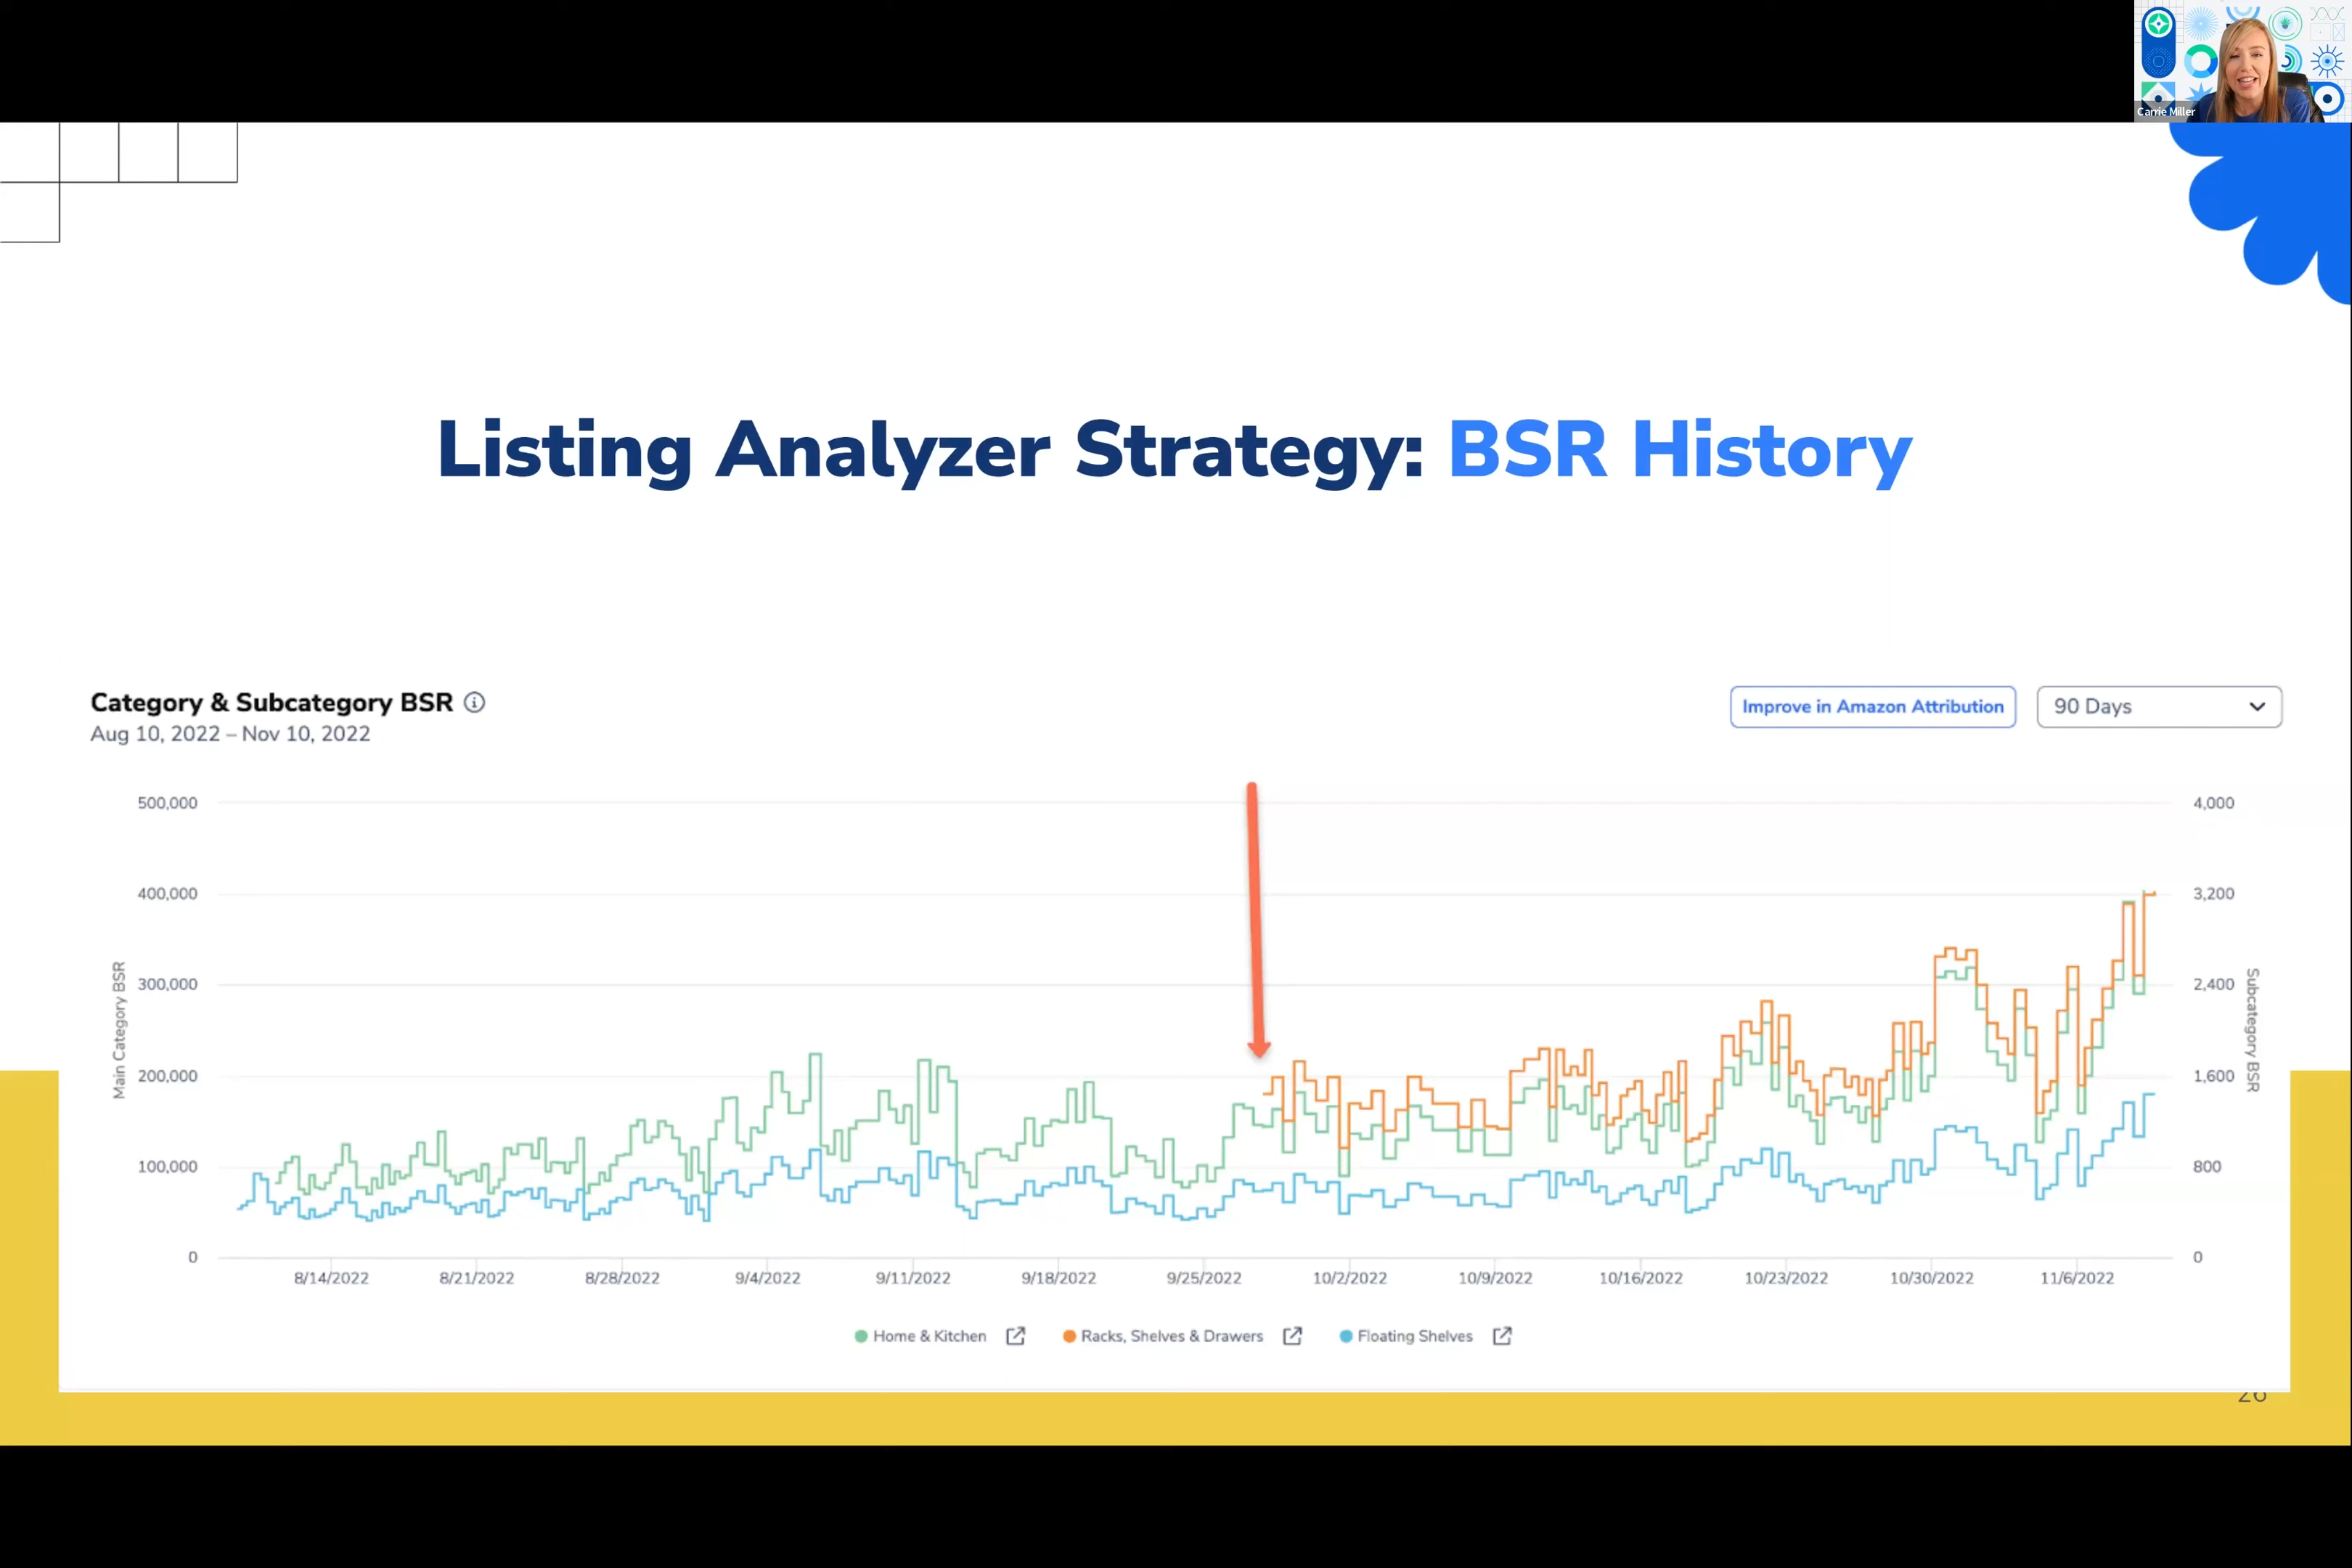 Carrie Miller
Listing Analyzer Strategy: BSR History
Category & Subcategory BSR
Aug 10, 2022 – Nov 10, 2022
Improve in Amazon Attribution
90 Days
500,000
400,000
300,000
200,000
100,000
0
Main Category BSR
4,000
3,200
2,400
1,600
800
0
Subcategory BSR
8/14/2022
8/21/2022
8/28/2022
9/4/2022
9/11/2022
9/18/2022
9/25/2022
10/2/2022
10/9/2022
10/16/2022
10/23/2022
10/30/2022
11/6/2022
Home & Kitchen
Racks, Shelves & Drawers
Floating Shelves
26